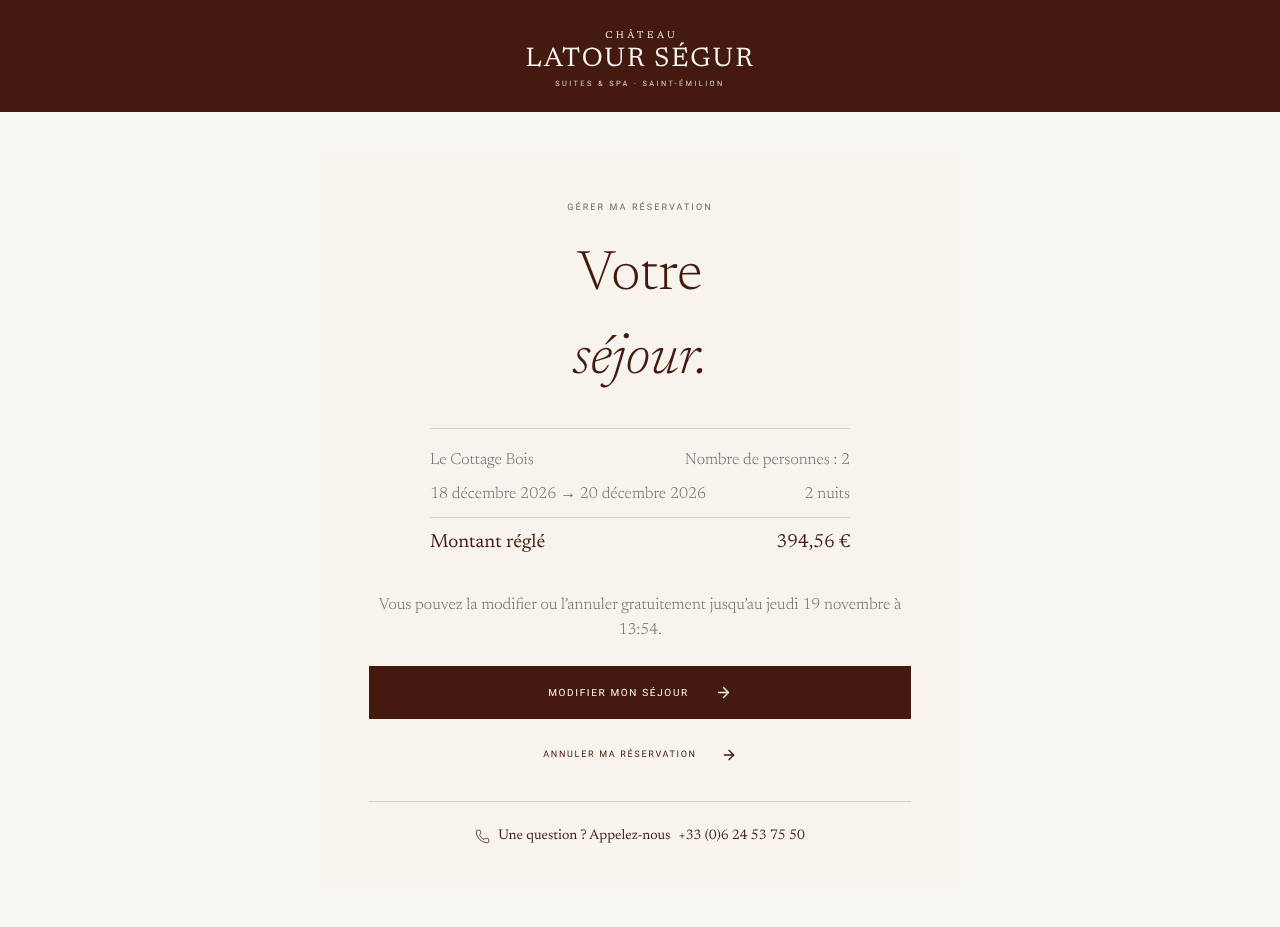 CHÂTEAU
LATOUR SÉGUR
SUITES & SPA · SAINT-ÉMILION
GÉRER MA RÉSERVATION
Votre
séjour.
Le Cottage Bois Nombre de personnes : 2
18 décembre 2026 → 20 décembre 2026 2 nuits
Montant réglé 394,56 €
Vous pouvez la modifier ou l’annuler gratuitement jusqu’au jeudi 19 novembre à
13:54.
MODIFIER MON SÉJOUR →
ANNULER MA RÉSERVATION →
Une question ? Appelez-nous +33 (0)6 24 53 75 50